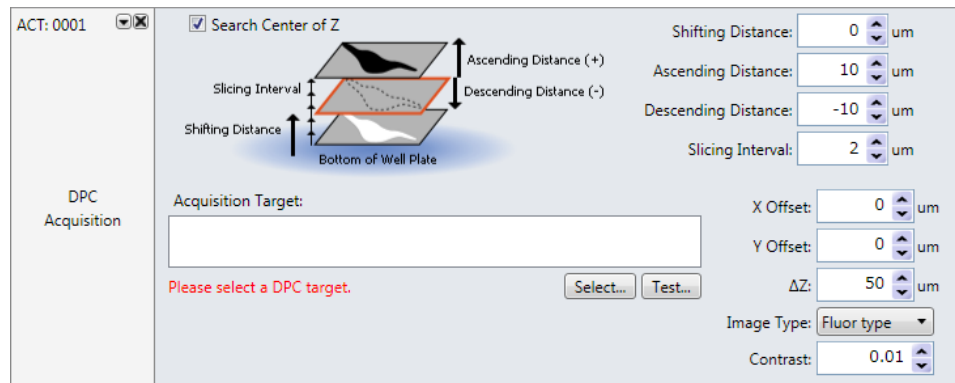 ACT: 0001
DPC
Acquisition
Search Center of Z
Ascending Distance (+)
Slicing Interval
Descending Distance (-)
Shifting Distance
Bottom of Well Plate
Shifting Distance: 0 um
Ascending Distance: 10 um
Descending Distance: -10 um
Slicing Interval: 2 um
Acquisition Target:
Please select a DPC target.
Select... Test...
X Offset: 0 um
Y Offset: 0 um
ΔZ: 50 um
Image Type: Fluor type
Contrast: 0.01